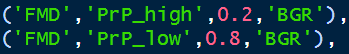 ('FMD','PrP_high',0.2,'BGR'),
('FMD','PrP_low',0.8,'BGR'),